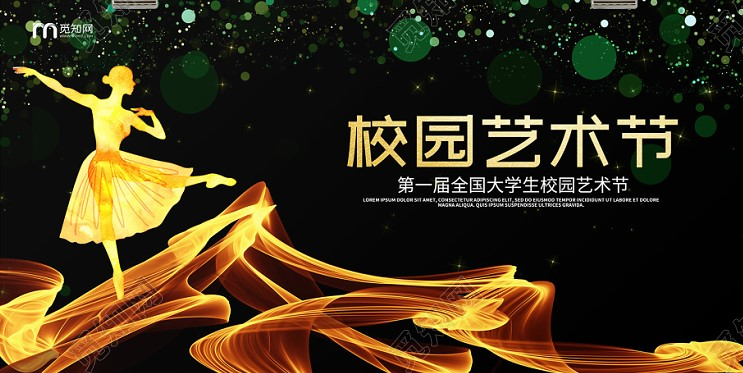 觅知网
校园艺术节
第一届全国大学生校园艺术节
LOREM IPSUM DOLOR SIT AMET, CONSECTETUR ADIPISCING ELIT, SED DO EIUSMOD TEMPOR INCIDIDUNT UT LABORE ET DOLORE
MAGNA ALIQUA. QUIS IPSUM SUSPENDISSE ULTRICES GRAVIDA.